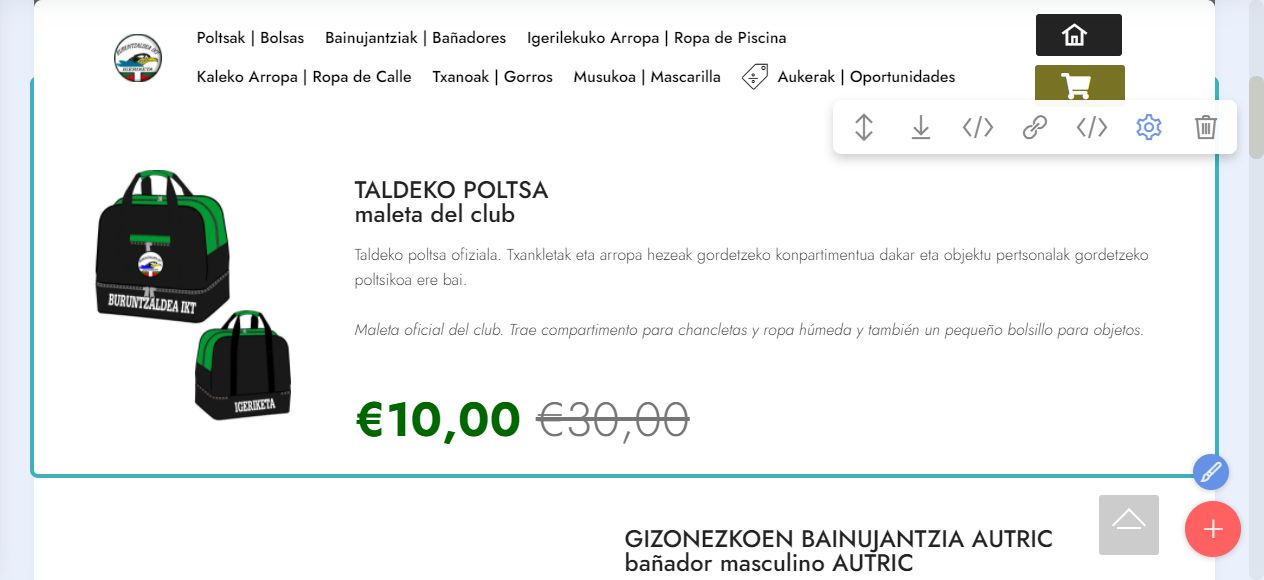 Poltsak | Bolsas Bainujantziak | Bañadores Igerilekuko Arropa | Ropa de Piscina
Kaleko Arropa | Ropa de Calle Txanoak | Gorros Musukoa | Mascarilla Aukerak | Oportunidades
BURUNTZALDEA IKT
IGERIKETA
TALDEKO POLTSA
maleta del club
Taldeko poltsa ofiziala. Txankletak eta arropa hezeak gordetzeko konpartimentua dakar eta objektu pertsonalak gordetzeko
poltsikoa ere bai.
Maleta oficial del club. Trae compartimento para chancletas y ropa húmeda y también un pequeño bolsillo para objetos.
BURUNTZALDEA IKT
IGERIKETA
€10,00 €30,00
GIZONEZKOEN BAINUJANTZIA AUTRIC
bañador masculino AUTRIC